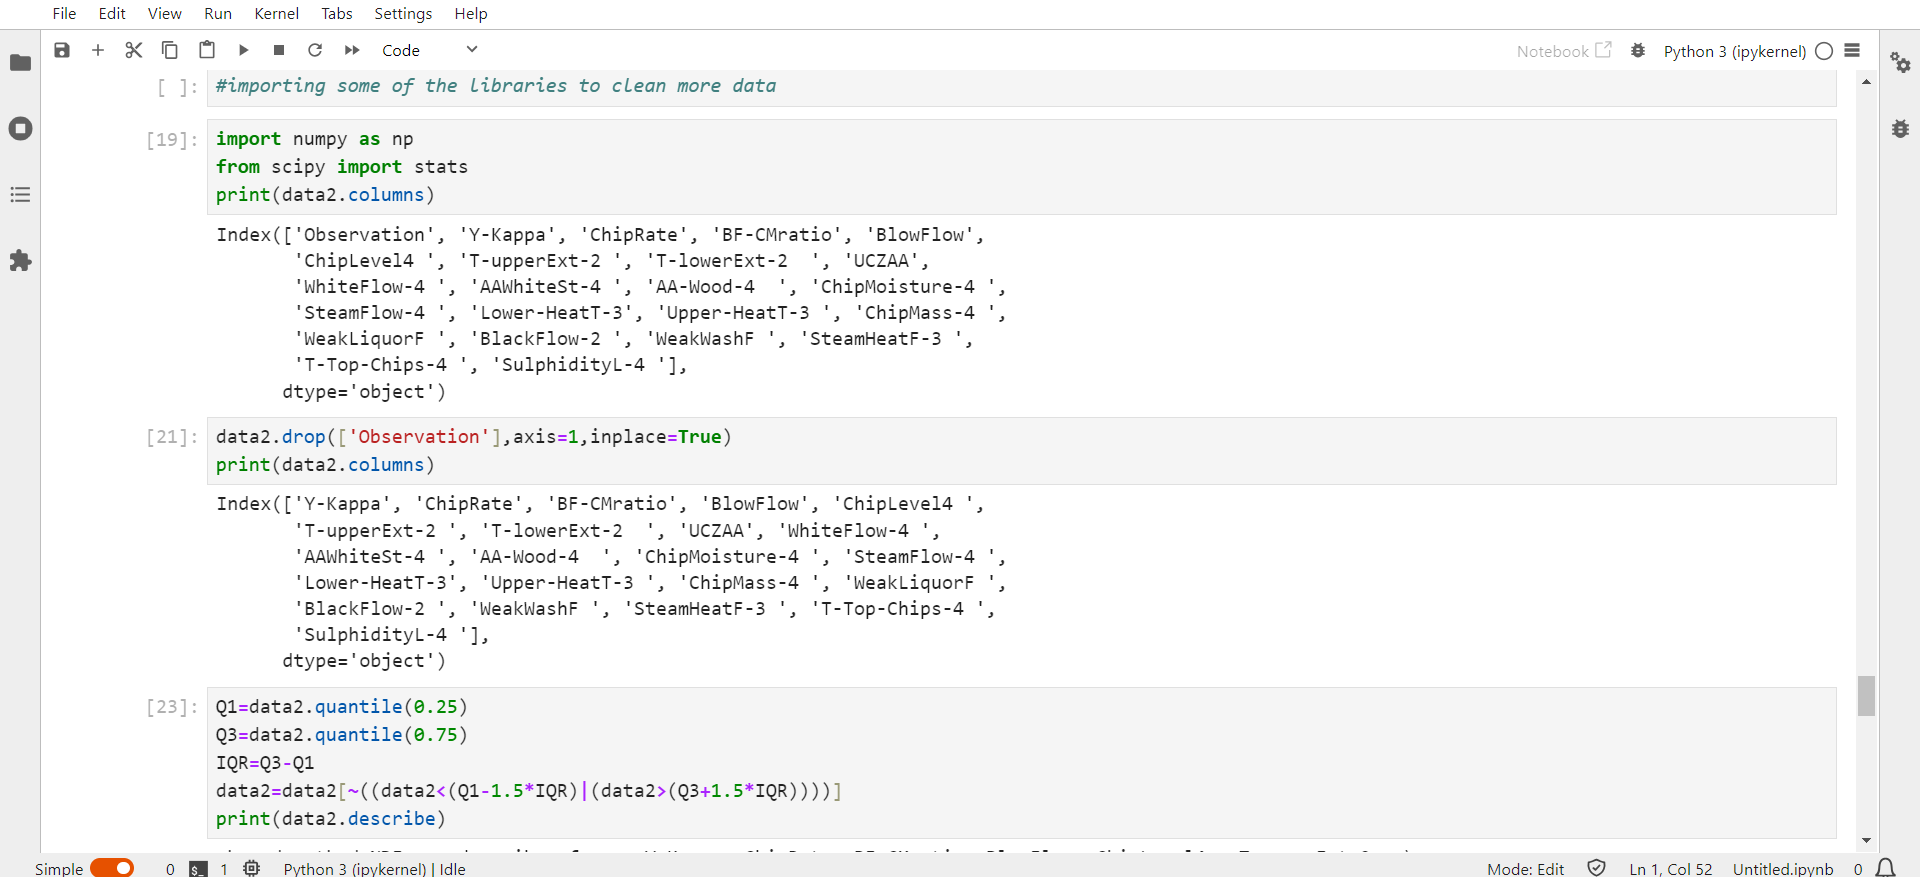 File Edit View Run Kernel Tabs Settings Help
Code Notebook Python 3 (ipykernel)
[ ]: #importing some of the libraries to clean more data
[19]: import numpy as np
from scipy import stats
print(data2.columns)
Index(['Observation', 'Y-Kappa', 'ChipRate', 'BF-CMratio', 'BlowFlow',
'ChipLevel4 ', 'T-upperExt-2 ', 'T-lowerExt-2  ', 'UCZAA',
'WhiteFlow-4 ', 'AAWhiteSt-4 ', 'AA-Wood-4  ', 'ChipMoisture-4 ',
'SteamFlow-4 ', 'Lower-HeatT-3', 'Upper-HeatT-3 ', 'ChipMass-4 ',
'WeakLiquorF ', 'BlackFlow-2 ', 'WeakWashF ', 'SteamHeatF-3 ',
'T-Top-Chips-4 ', 'SulphidityL-4 '],
dtype='object')
[21]: data2.drop(['Observation'],axis=1,inplace=True)
print(data2.columns)
Index(['Y-Kappa', 'ChipRate', 'BF-CMratio', 'BlowFlow', 'ChipLevel4 ',
'T-upperExt-2 ', 'T-lowerExt-2  ', 'UCZAA', 'WhiteFlow-4 ',
'AAWhiteSt-4 ', 'AA-Wood-4  ', 'ChipMoisture-4 ', 'SteamFlow-4 ',
'Lower-HeatT-3', 'Upper-HeatT-3 ', 'ChipMass-4 ', 'WeakLiquorF ',
'BlackFlow-2 ', 'WeakWashF ', 'SteamHeatF-3 ', 'T-Top-Chips-4 ',
'SulphidityL-4 '],
dtype='object')
[23]: Q1=data2.quantile(0.25)
Q3=data2.quantile(0.75)
IQR=Q3-Q1
data2=data2[~((data2<(Q1-1.5*IQR)|(data2>(Q3+1.5*IQR))))]
print(data2.describe)
Simple 0 $_ 1 Python 3 (ipykernel) | Idle Mode: Edit Ln 1, Col 52 Untitled.ipynb 0